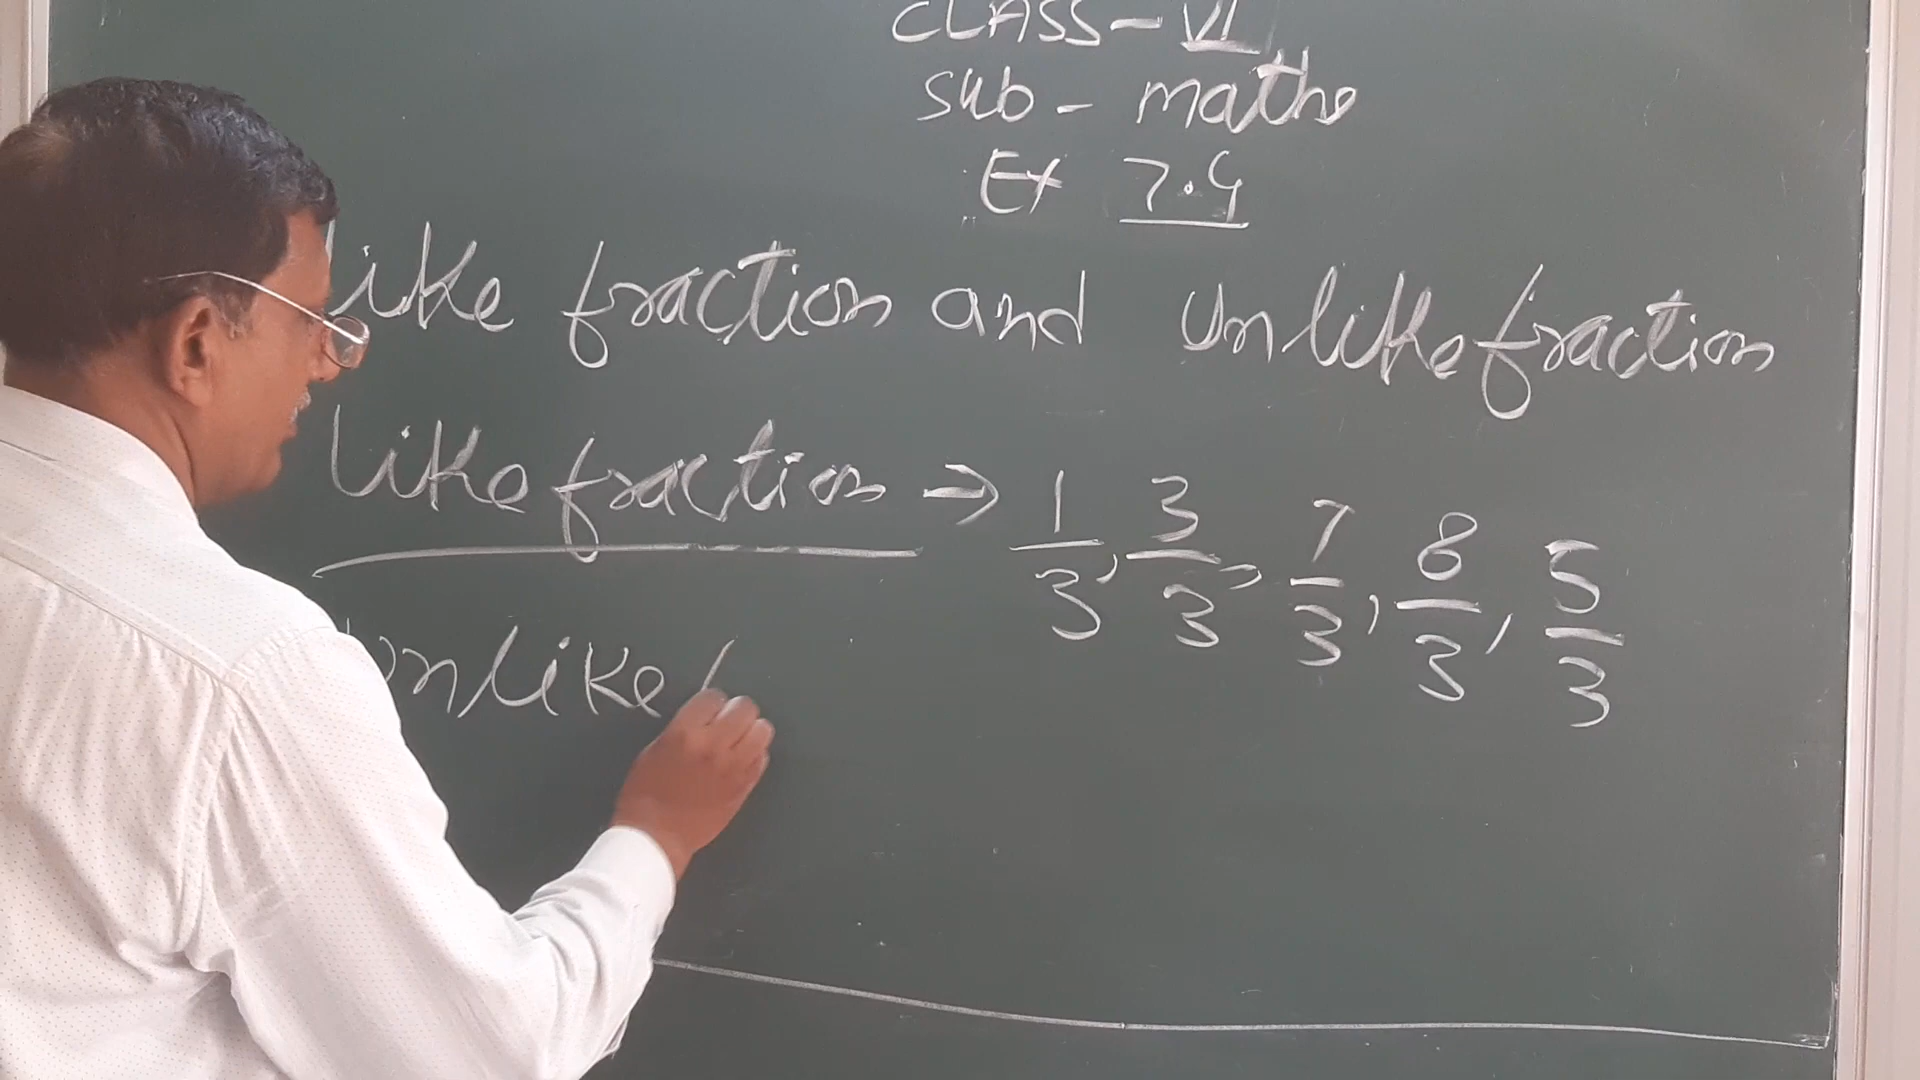 CLASS - VI
Sub - maths
Ex 7.4
like fraction and Unlike fraction
like fraction → 1/3, 3/3, 7/3, 8/3, 5/3
Unlike f